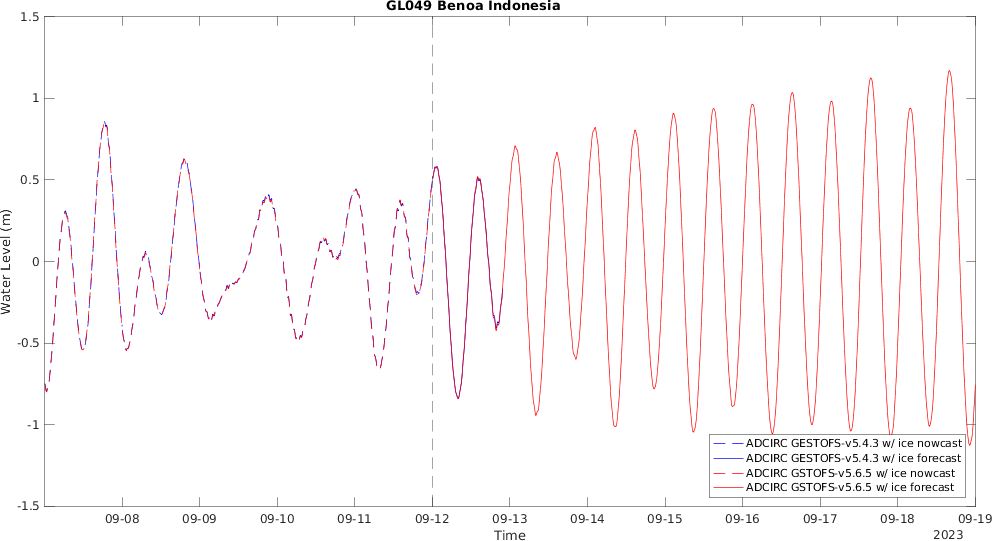 GL049 Benoa Indonesia
1.5
1
0.5
0
-0.5
-1
-1.5
Water Level (m)
ADCIRC GESTOFS-v5.4.3 w/ ice nowcast
ADCIRC GESTOFS-v5.4.3 w/ ice forecast
ADCIRC GSTOFS-v5.6.5 w/ ice nowcast
ADCIRC GSTOFS-v5.6.5 w/ ice forecast
09-08 09-09 09-10 09-11 09-12 09-13 09-14 09-15 09-16 09-17 09-18 09-19
Time
2023